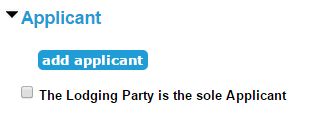 Applicant
add applicant
The Lodging Party is the sole Applicant